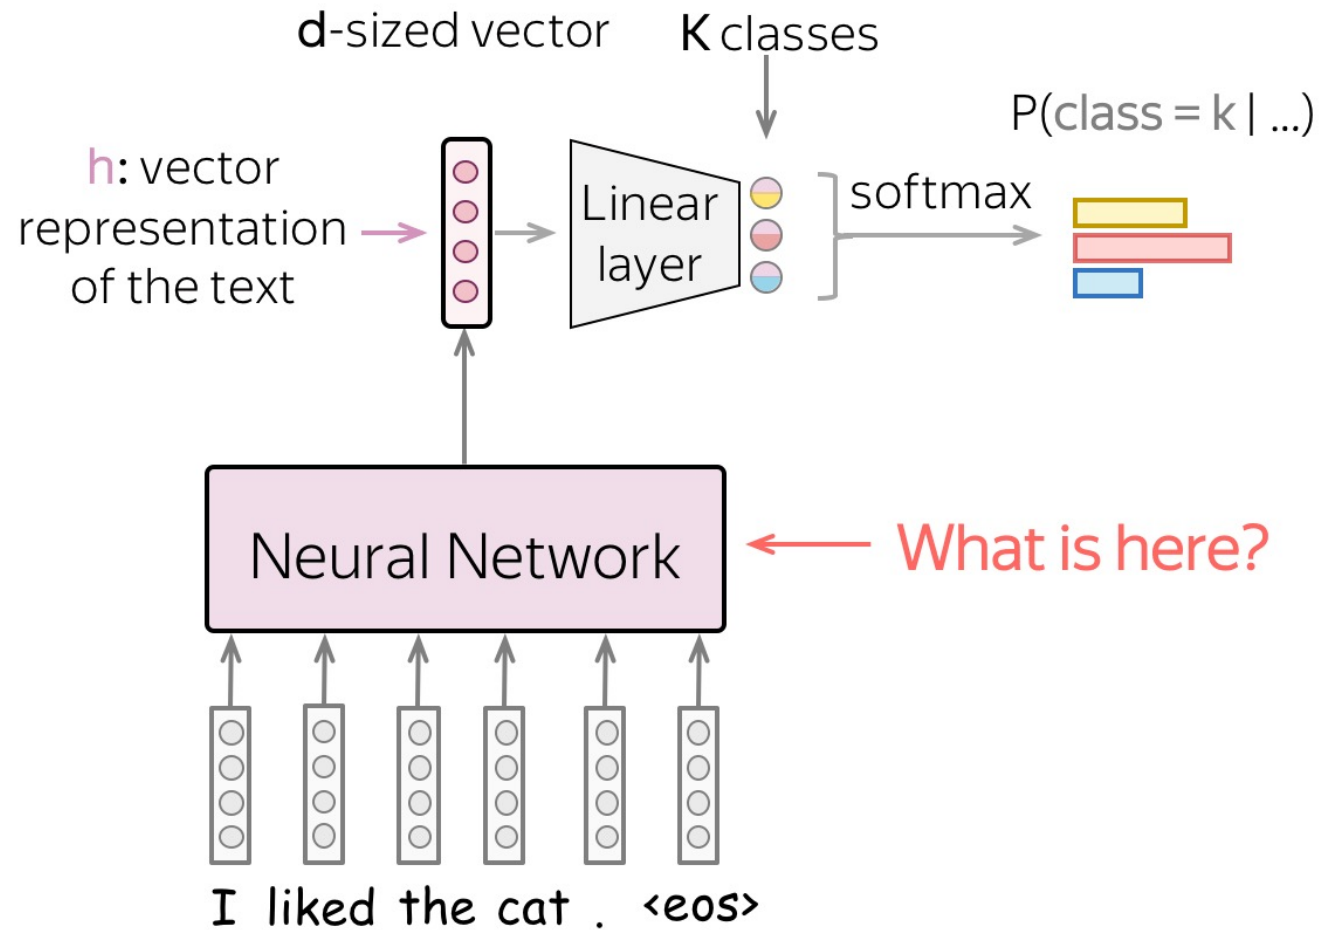 d-sized vector
K classes
P(class = k | ...)
h: vector
representation
of the text
Linear
layer
softmax
Neural Network
What is here?
I liked the cat . <eos>